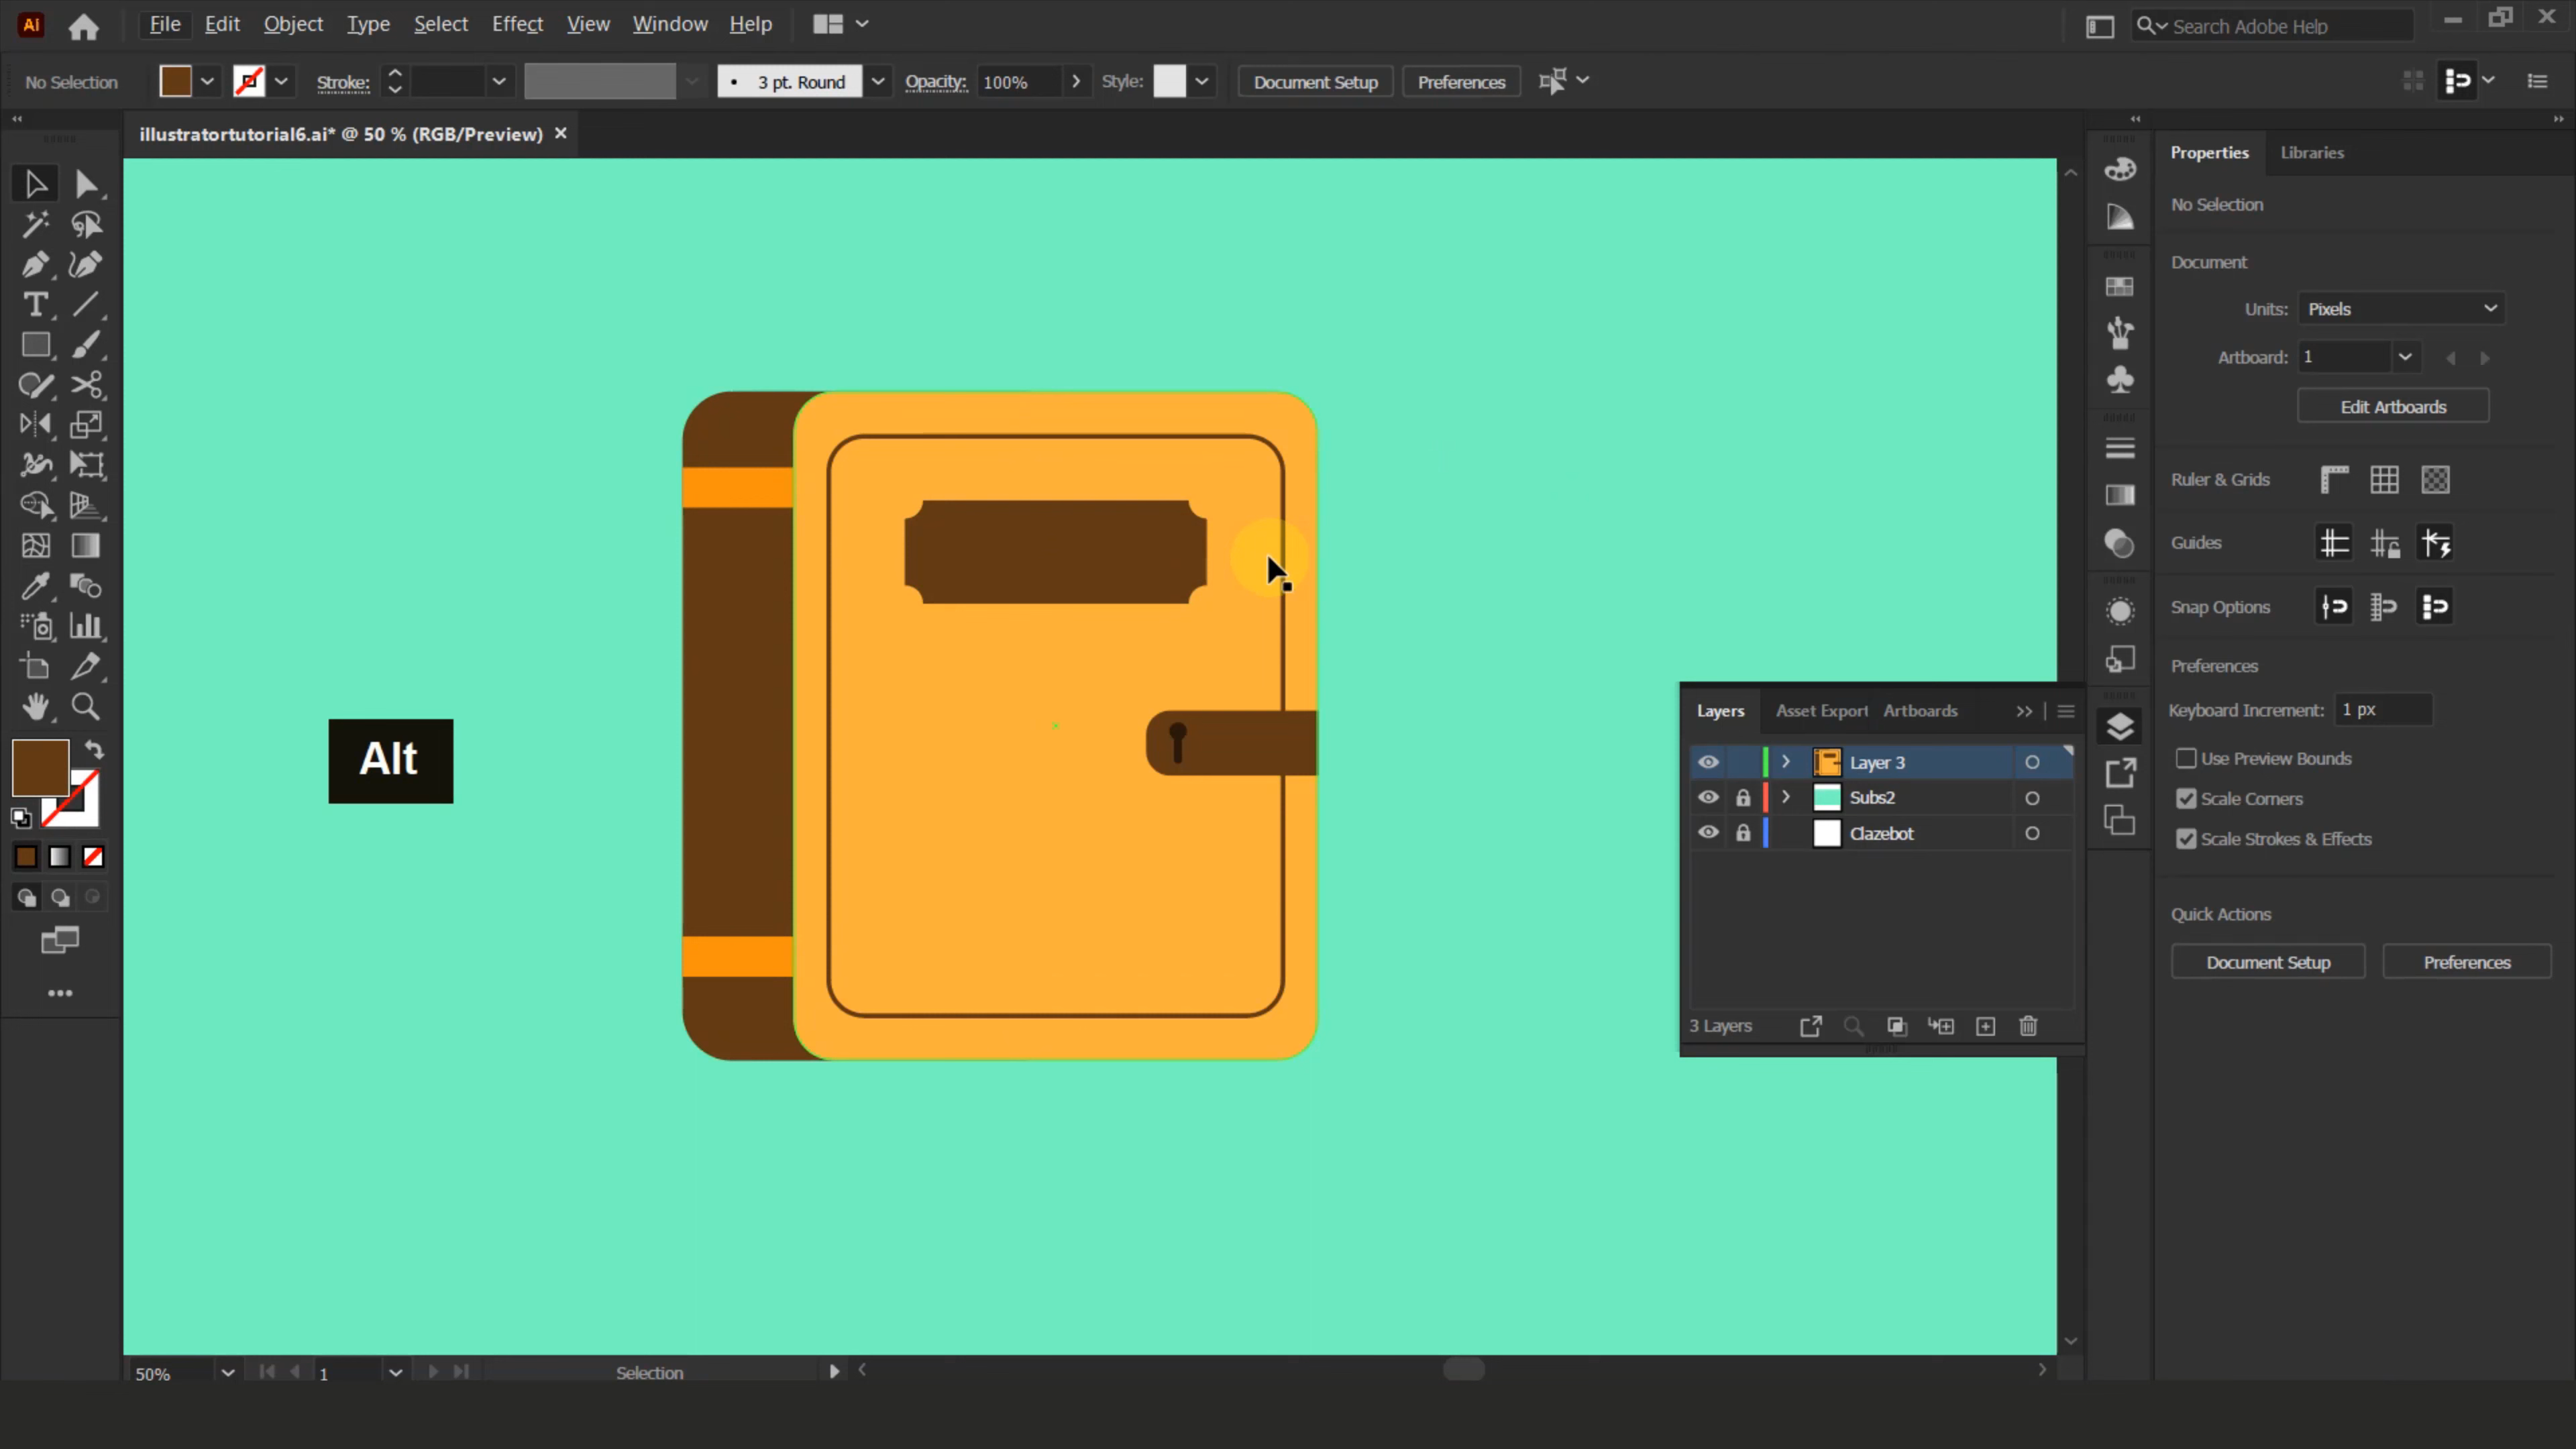 Ai File Edit Object Type Select Effect View Window Help Search Adobe Help
No Selection Stroke: 3 pt. Round Opacity: 100% Style: Document Setup Preferences
illustratortutorial6.ai* @ 50 % (RGB/Preview)
Properties Libraries
No Selection
Document
Units: Pixels
Artboard: 1
Edit Artboards
Ruler & Grids
Guides
Snap Options
Preferences
Keyboard Increment: 1 px
Use Preview Bounds
Scale Corners
Scale Strokes & Effects
Quick Actions
Document Setup Preferences
Alt
Layers Asset Export Artboards
Layer 3
Subs2
Clazebot
3 Layers
50% 1 Selection